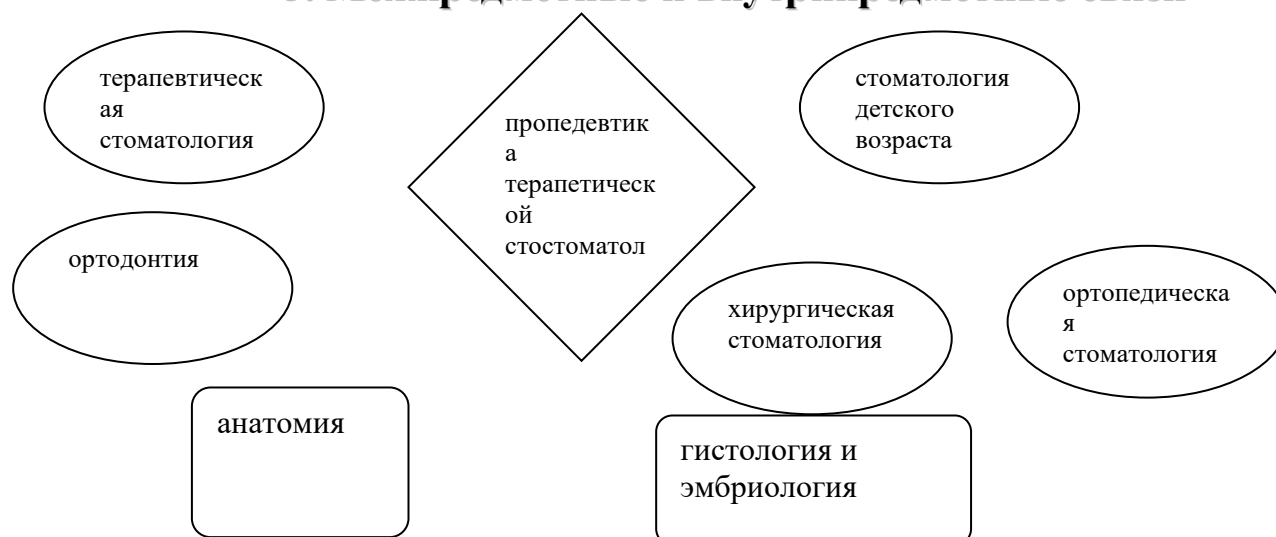 терапевтическ
ая
стоматология
пропедевтик
а
терапетическ
ой
стостоматол
стоматология
детского
возраста
ортодонтия
хирургическая
стоматология
ортопедическа
я
стоматология
анатомия
гистология и
эмбриология